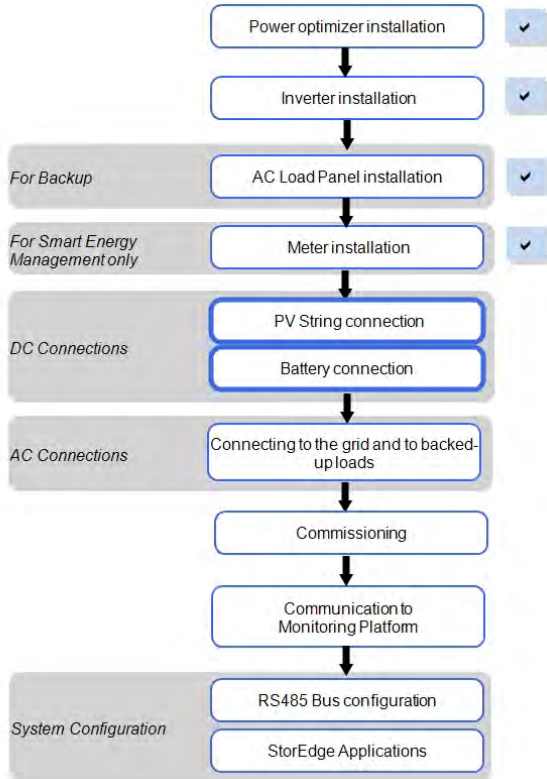 Power optimizer installation
Inverter installation
For Backup
AC Load Panel installation
For Smart Energy
Management only
Meter installation
DC Connections
PV String connection
Battery connection
AC Connections
Connecting to the grid and to backed-
up loads
Commissioning
Communication to
Monitoring Platform
System Configuration
RS485 Bus configuration
StorEdge Applications